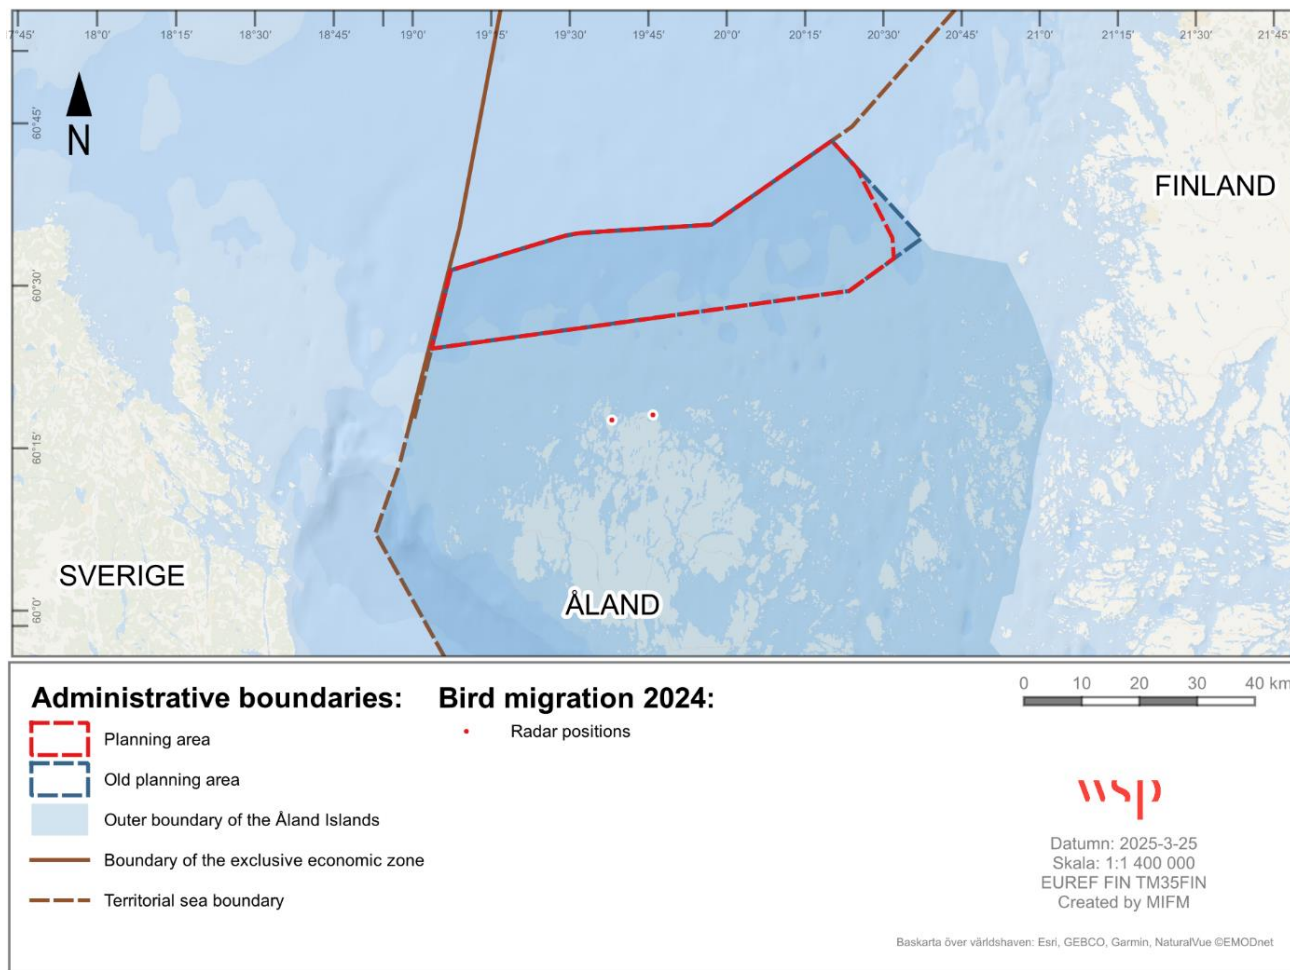 17°45' 18°0' 18°15' 18°30' 18°45' 19°0' 19°15' 19°30' 19°45' 20°0' 20°15' 20°30' 20°45' 21°0' 21°15' 21°30' 21°45'
60°45'
N
FINLAND
60°30'
60°15'
SVERIGE
60°0'
ÅLAND
Administrative boundaries:
Planning area
Old planning area
Outer boundary of the Åland Islands
Boundary of the exclusive economic zone
Territorial sea boundary
Bird migration 2024:
Radar positions
0 10 20 30 40 km
wsp
Datumn: 2025-3-25
Skala: 1:1 400 000
EUREF FIN TM35FIN
Created by MIFM
Baskarta över världshaven: Esri, GEBCO, Garmin, NaturalVue ©EMODnet